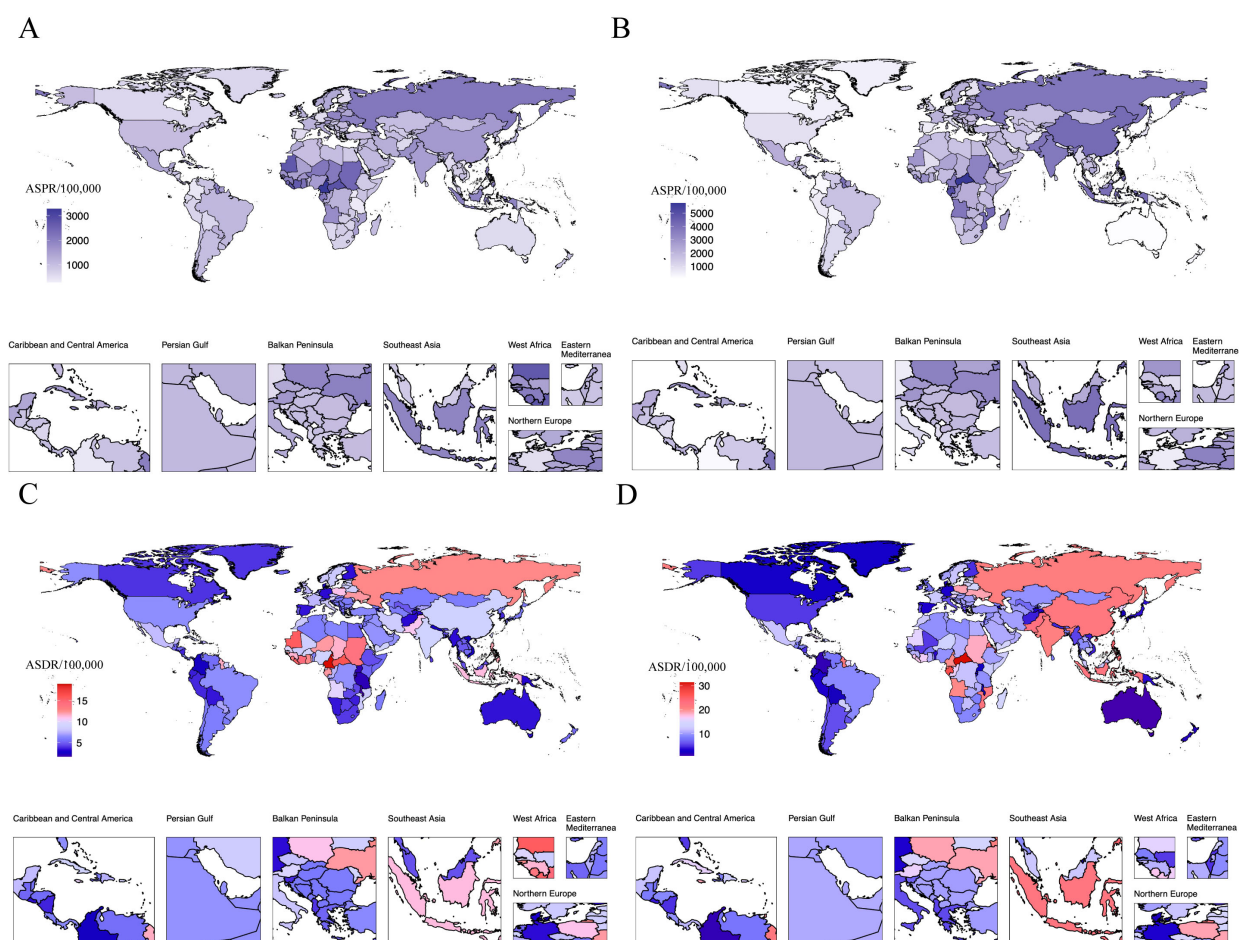 A
B
ASPR/100,000
3000
2000
1000
ASPR/100,000
5000
4000
3000
2000
1000
Caribbean and Central America
Persian Gulf
Balkan Peninsula
Southeast Asia
West Africa
Eastern
Mediterranea
Northern Europe
Caribbean and Central America
Persian Gulf
Balkan Peninsula
Southeast Asia
West Africa
Eastern
Mediterrane
Northern Europe
C
D
ASDR/100,000
15
10
5
ASDR/100,000
30
20
10
Caribbean and Central America
Persian Gulf
Balkan Peninsula
Southeast Asia
West Africa
Eastern
Mediterranea
Northern Europe
Caribbean and Central America
Persian Gulf
Balkan Peninsula
Southeast Asia
West Africa
Eastern
Mediterranea
Northern Europe